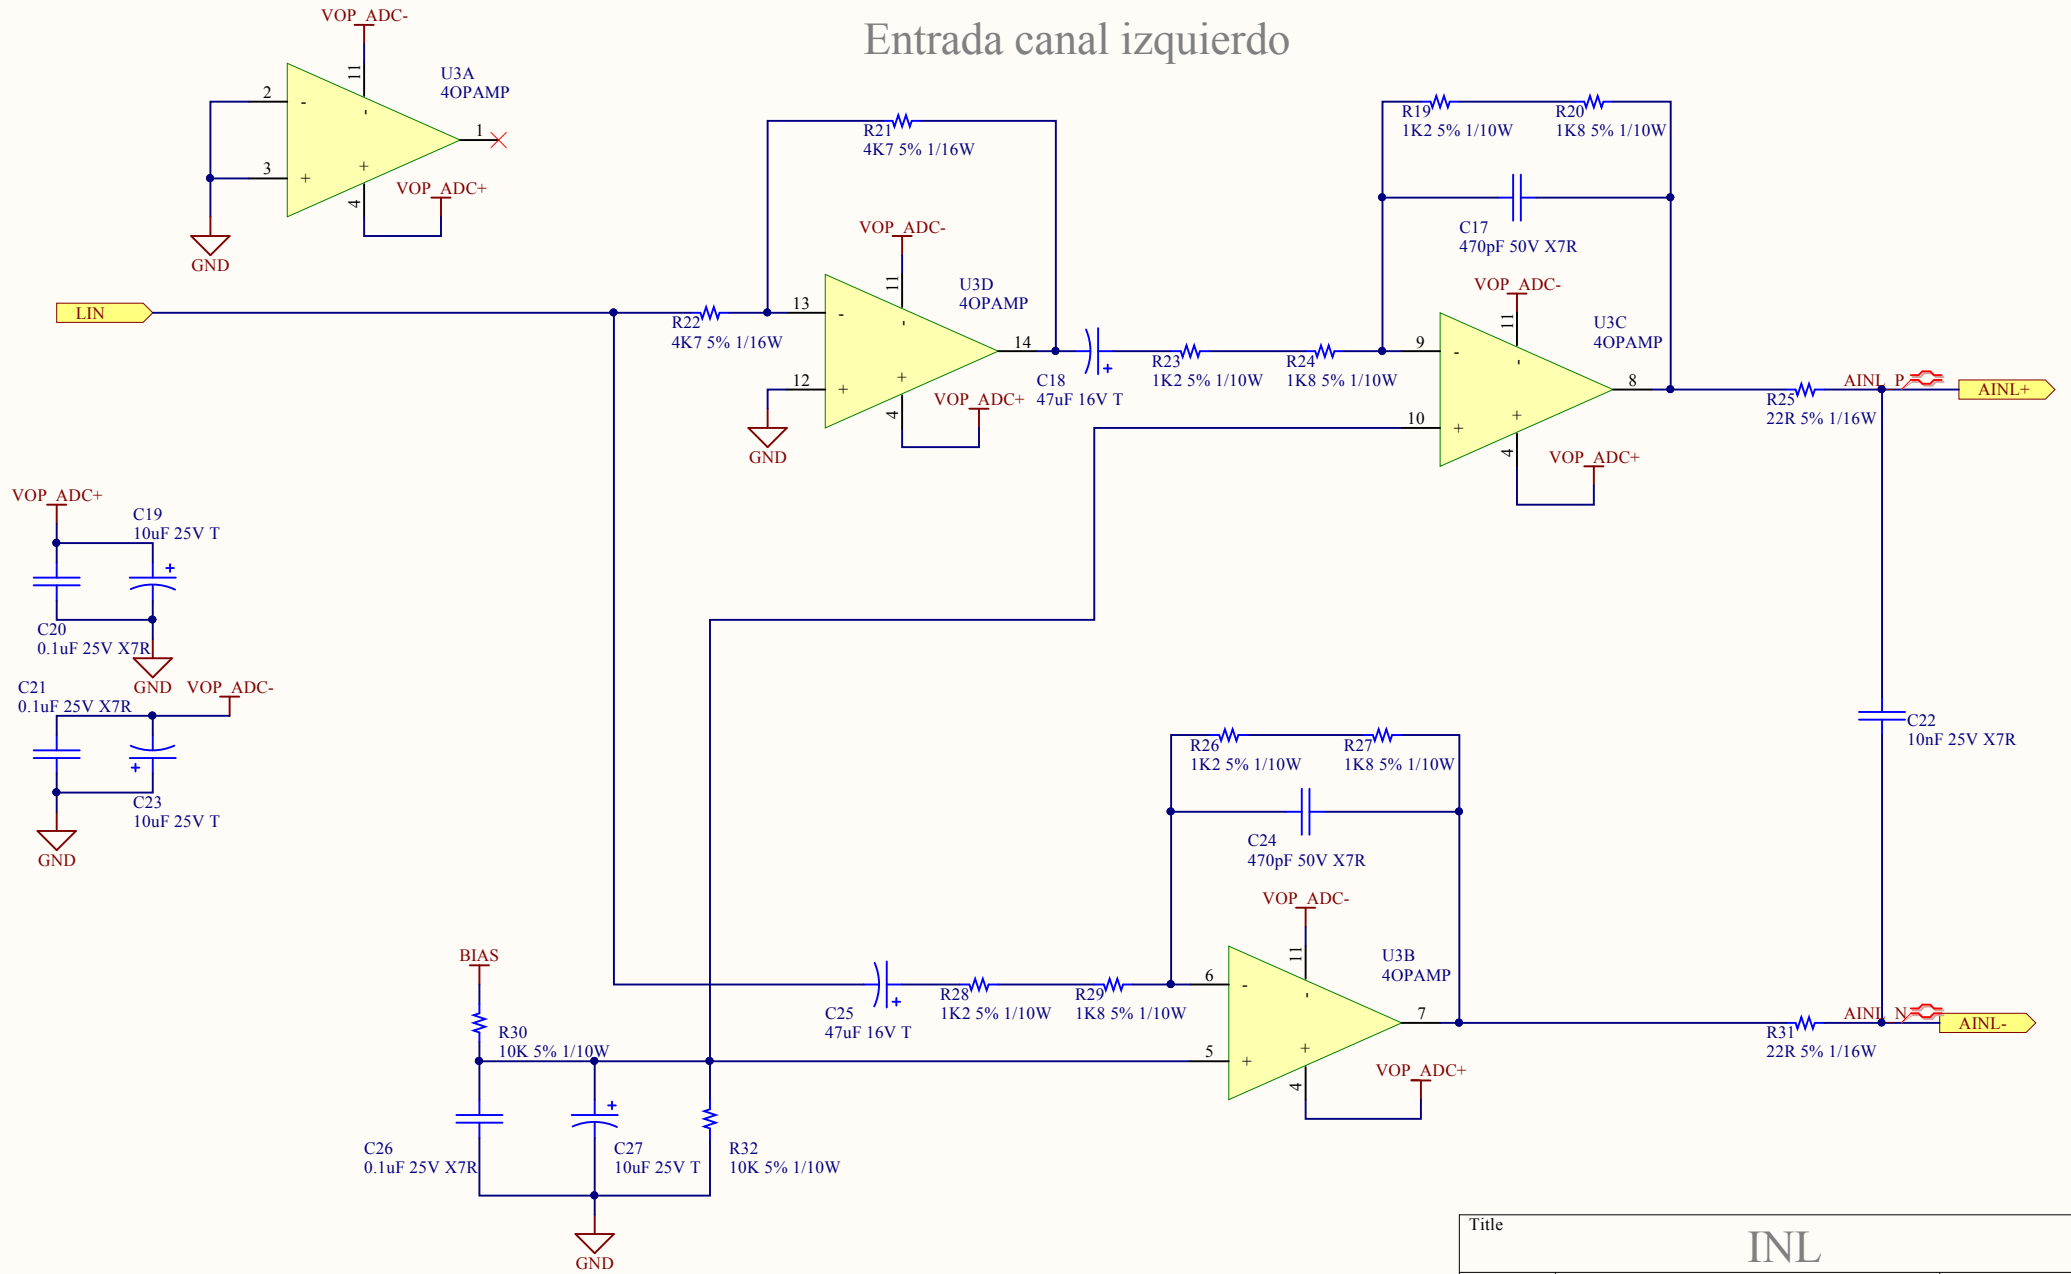 Entrada canal izquierdo
VOP_ADC-
11
U3A
4OPAMP
2
-
-
1
3
+
+
4
VOP_ADC+
GND
LIN
R21
4K7 5% 1/16W
VOP_ADC-
11
U3D
4OPAMP
R22
4K7 5% 1/16W
13
-
-
14
12
+
+
4
VOP_ADC+
GND
C18
47uF 16V T
+
R23
1K2 5% 1/10W
R24
1K8 5% 1/10W
R19
1K2 5% 1/10W
R20
1K8 5% 1/10W
C17
470pF 50V X7R
VOP_ADC-
11
U3C
4OPAMP
9
-
-
8
10
+
+
4
VOP_ADC+
R25
22R 5% 1/16W
AINL_P
AINL+
VOP_ADC+
C19
10uF 25V T
+
C20
0.1uF 25V X7R
GND
C21
0.1uF 25V X7R
VOP_ADC-
+
C23
10uF 25V T
GND
C22
10nF 25V X7R
R26
1K2 5% 1/10W
R27
1K8 5% 1/10W
C24
470pF 50V X7R
VOP_ADC-
11
U3B
4OPAMP
BIAS
R30
10K 5% 1/10W
C25
47uF 16V T
+
R28
1K2 5% 1/10W
R29
1K8 5% 1/10W
6
-
-
7
5
+
+
4
VOP_ADC+
R31
22R 5% 1/16W
AINL_N
AINL-
C26
0.1uF 25V X7R
+
C27
10uF 25V T
R32
10K 5% 1/10W
GND
Title
INL